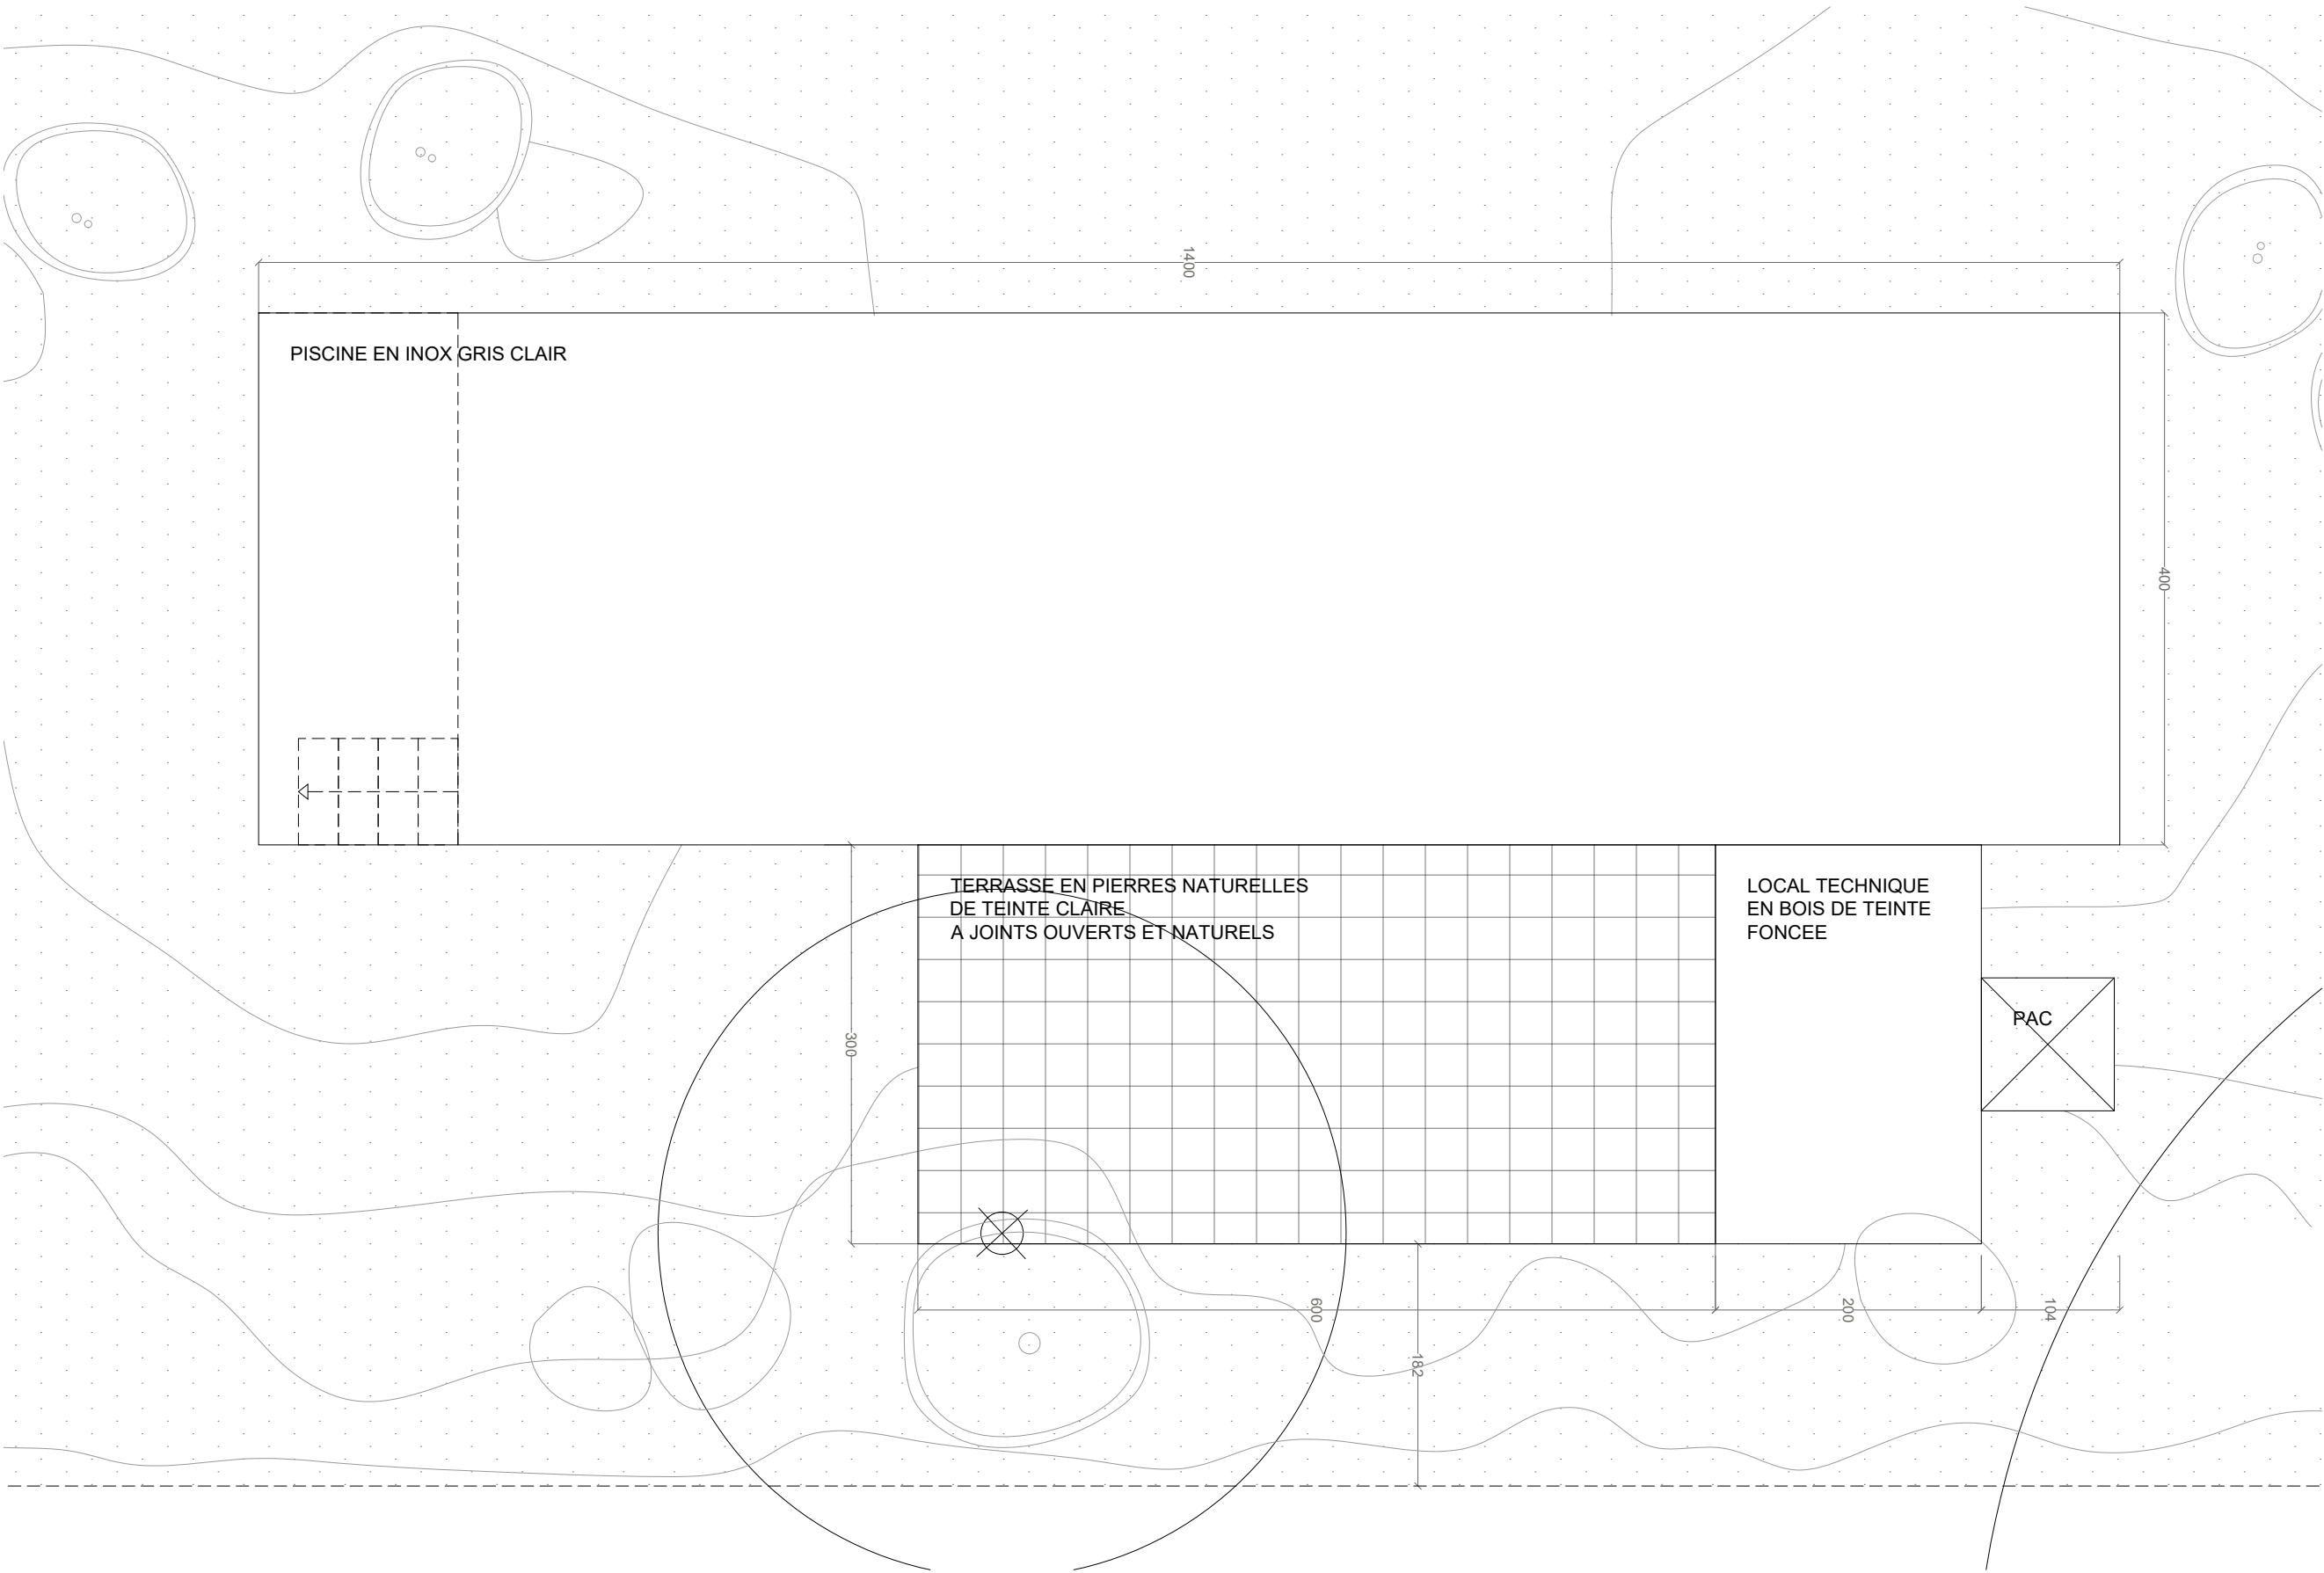 1400
PISCINE EN INOX GRIS CLAIR
400
TERRASSE EN PIERRES NATURELLES
DE TEINTE CLAIRE
A JOINTS OUVERTS ET NATURELS
LOCAL TECHNIQUE
EN BOIS DE TEINTE
FONCEE
PAC
300
600
200
104
182